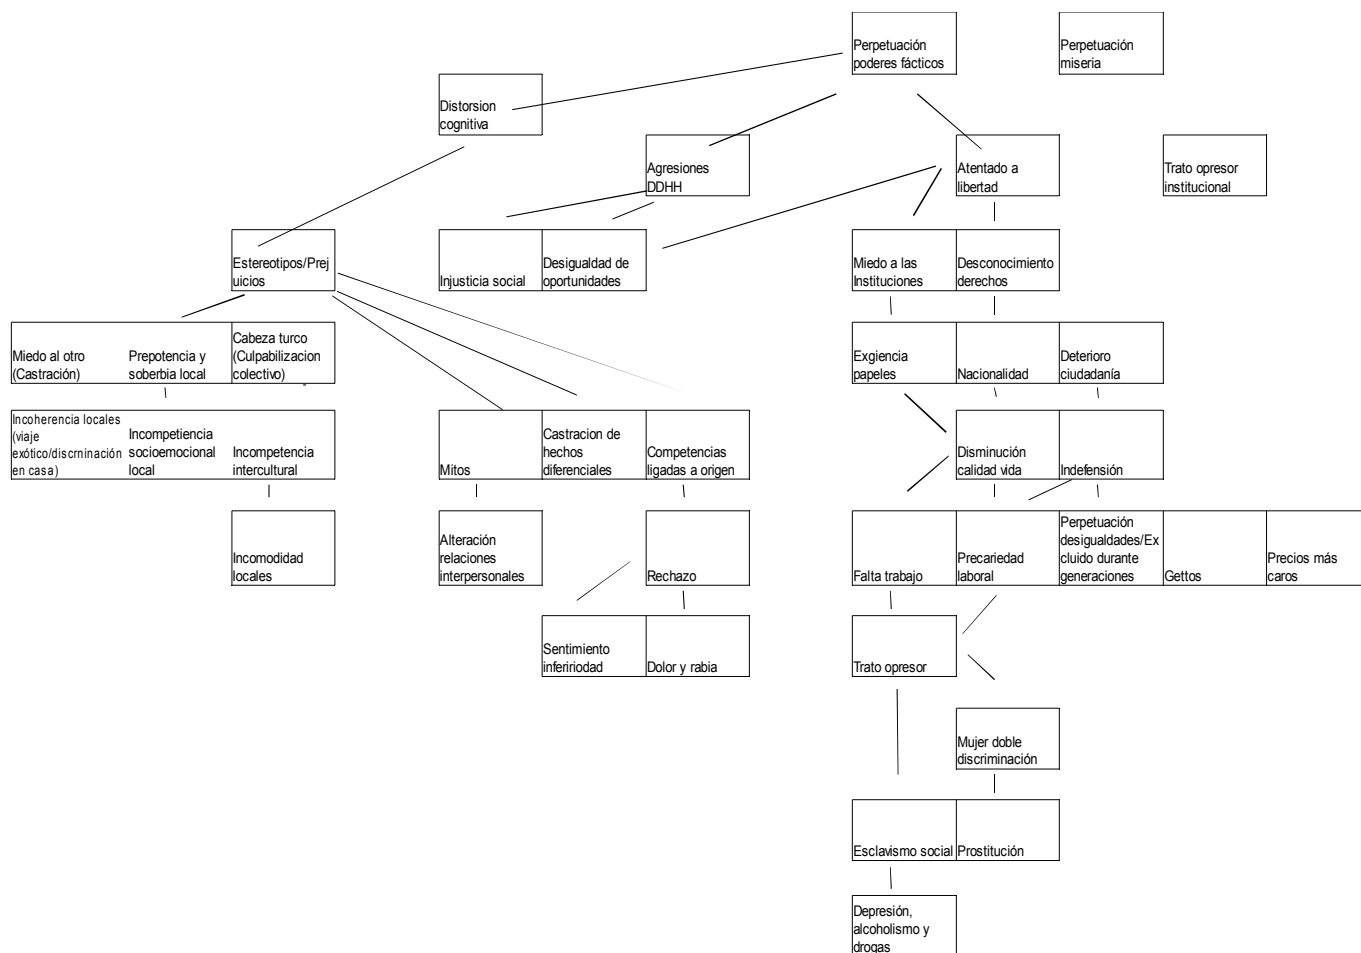 Perpetuación
poderes fácticos
Perpetuación
miseria
Distorsion
cognitiva
Agresiones
DDHH
Atentado a
libertad
Trato opresor
institucional
Estereotipos/Prej
uicios
Injusticia social
Desigualdad de
oportunidades
Miedo a las
Instituciones
Desconocimiento
derechos
Miedo al otro
(Castración)
Prepotencia y
soberbia local
Cabeza turco
(Culpabilizacion
colectivo)
Exgiencia
papeles
Nacionalidad
Deterioro
ciudadanía
Incoherencia locales
(viaje
exótico/discrninación
en casa)
Incompetiencia
socioemocional
local
Incompetencia
intercultural
Mitos
Castracion de
hechos
diferenciales
Competencias
ligadas a origen
Disminución
calidad vida
Indefensión
Incomodidad
locales
Alteración
relaciones
interpersonales
Rechazo
Falta trabajo
Precariedad
laboral
Perpetuación
desigualdades/Ex
cluido durante
generaciones
Gettos
Precios más
caros
Sentimiento
infeririodad
Dolor y rabia
Trato opresor
Mujer doble
discriminación
Esclavismo social
Prostitución
Depresión,
alcoholismo y
drogas